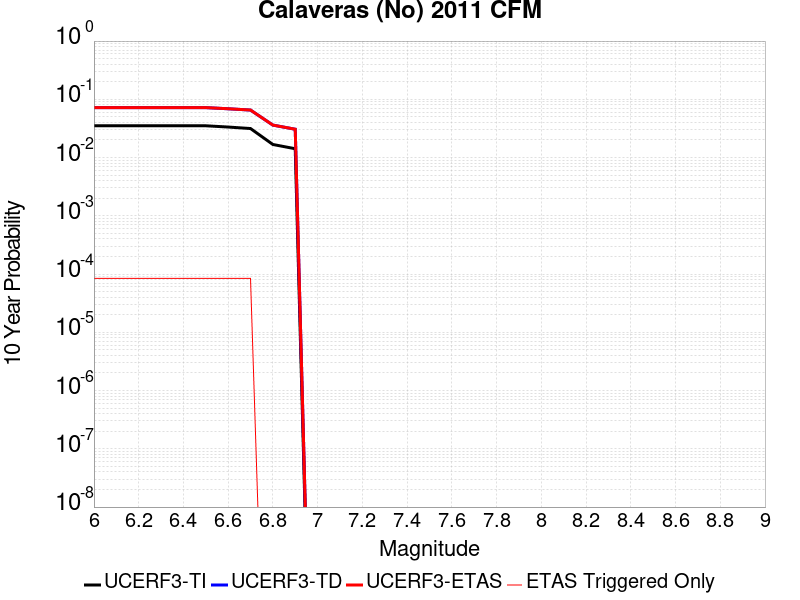 Calaveras (No) 2011 CFM
10 Year Probability
10^0
10^-1
10^-2
10^-3
10^-4
10^-5
10^-6
10^-7
10^-8
6 6.2 6.4 6.6 6.8 7 7.2 7.4 7.6 7.8 8 8.2 8.4 8.6 8.8 9
Magnitude
UCERF3-TI UCERF3-TD UCERF3-ETAS ETAS Triggered Only